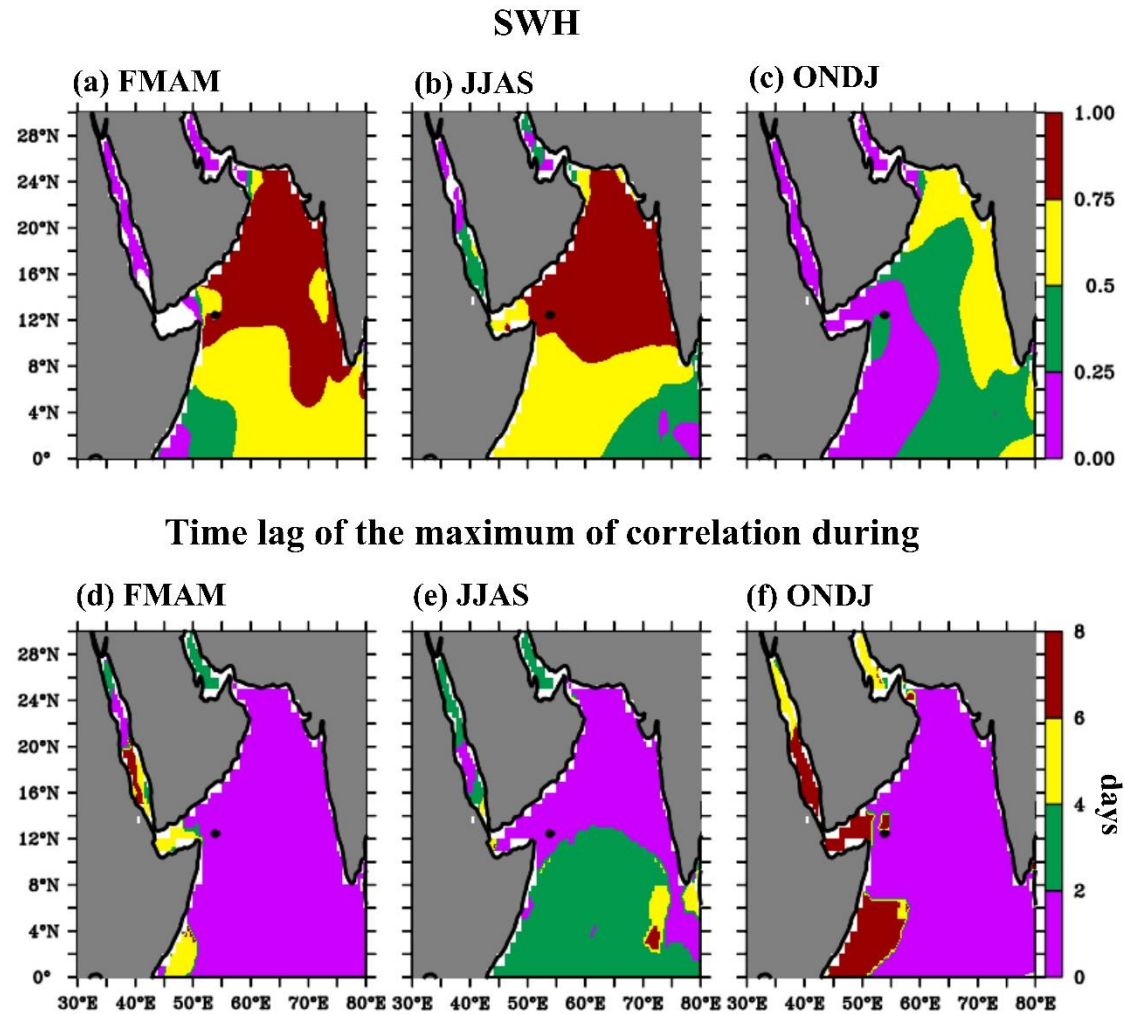 SWH
(a) FMAM (b) JJAS (c) ONDJ
28°N 1.00
24°N
20°N 0.75
16°N
12°N 0.5
8°N
4°N 0.25
0° 0.00
Time lag of the maximum of correlation during
(d) FMAM (e) JJAS (f) ONDJ
28°N 8
24°N
20°N 6
16°N
12°N 4
8°N
4°N 2
0° 0
days
30°E 40°E 50°E 60°E 70°E 80°E 30°E 40°E 50°E 60°E 70°E 80°E 30°E 40°E 50°E 60°E 70°E 80°E